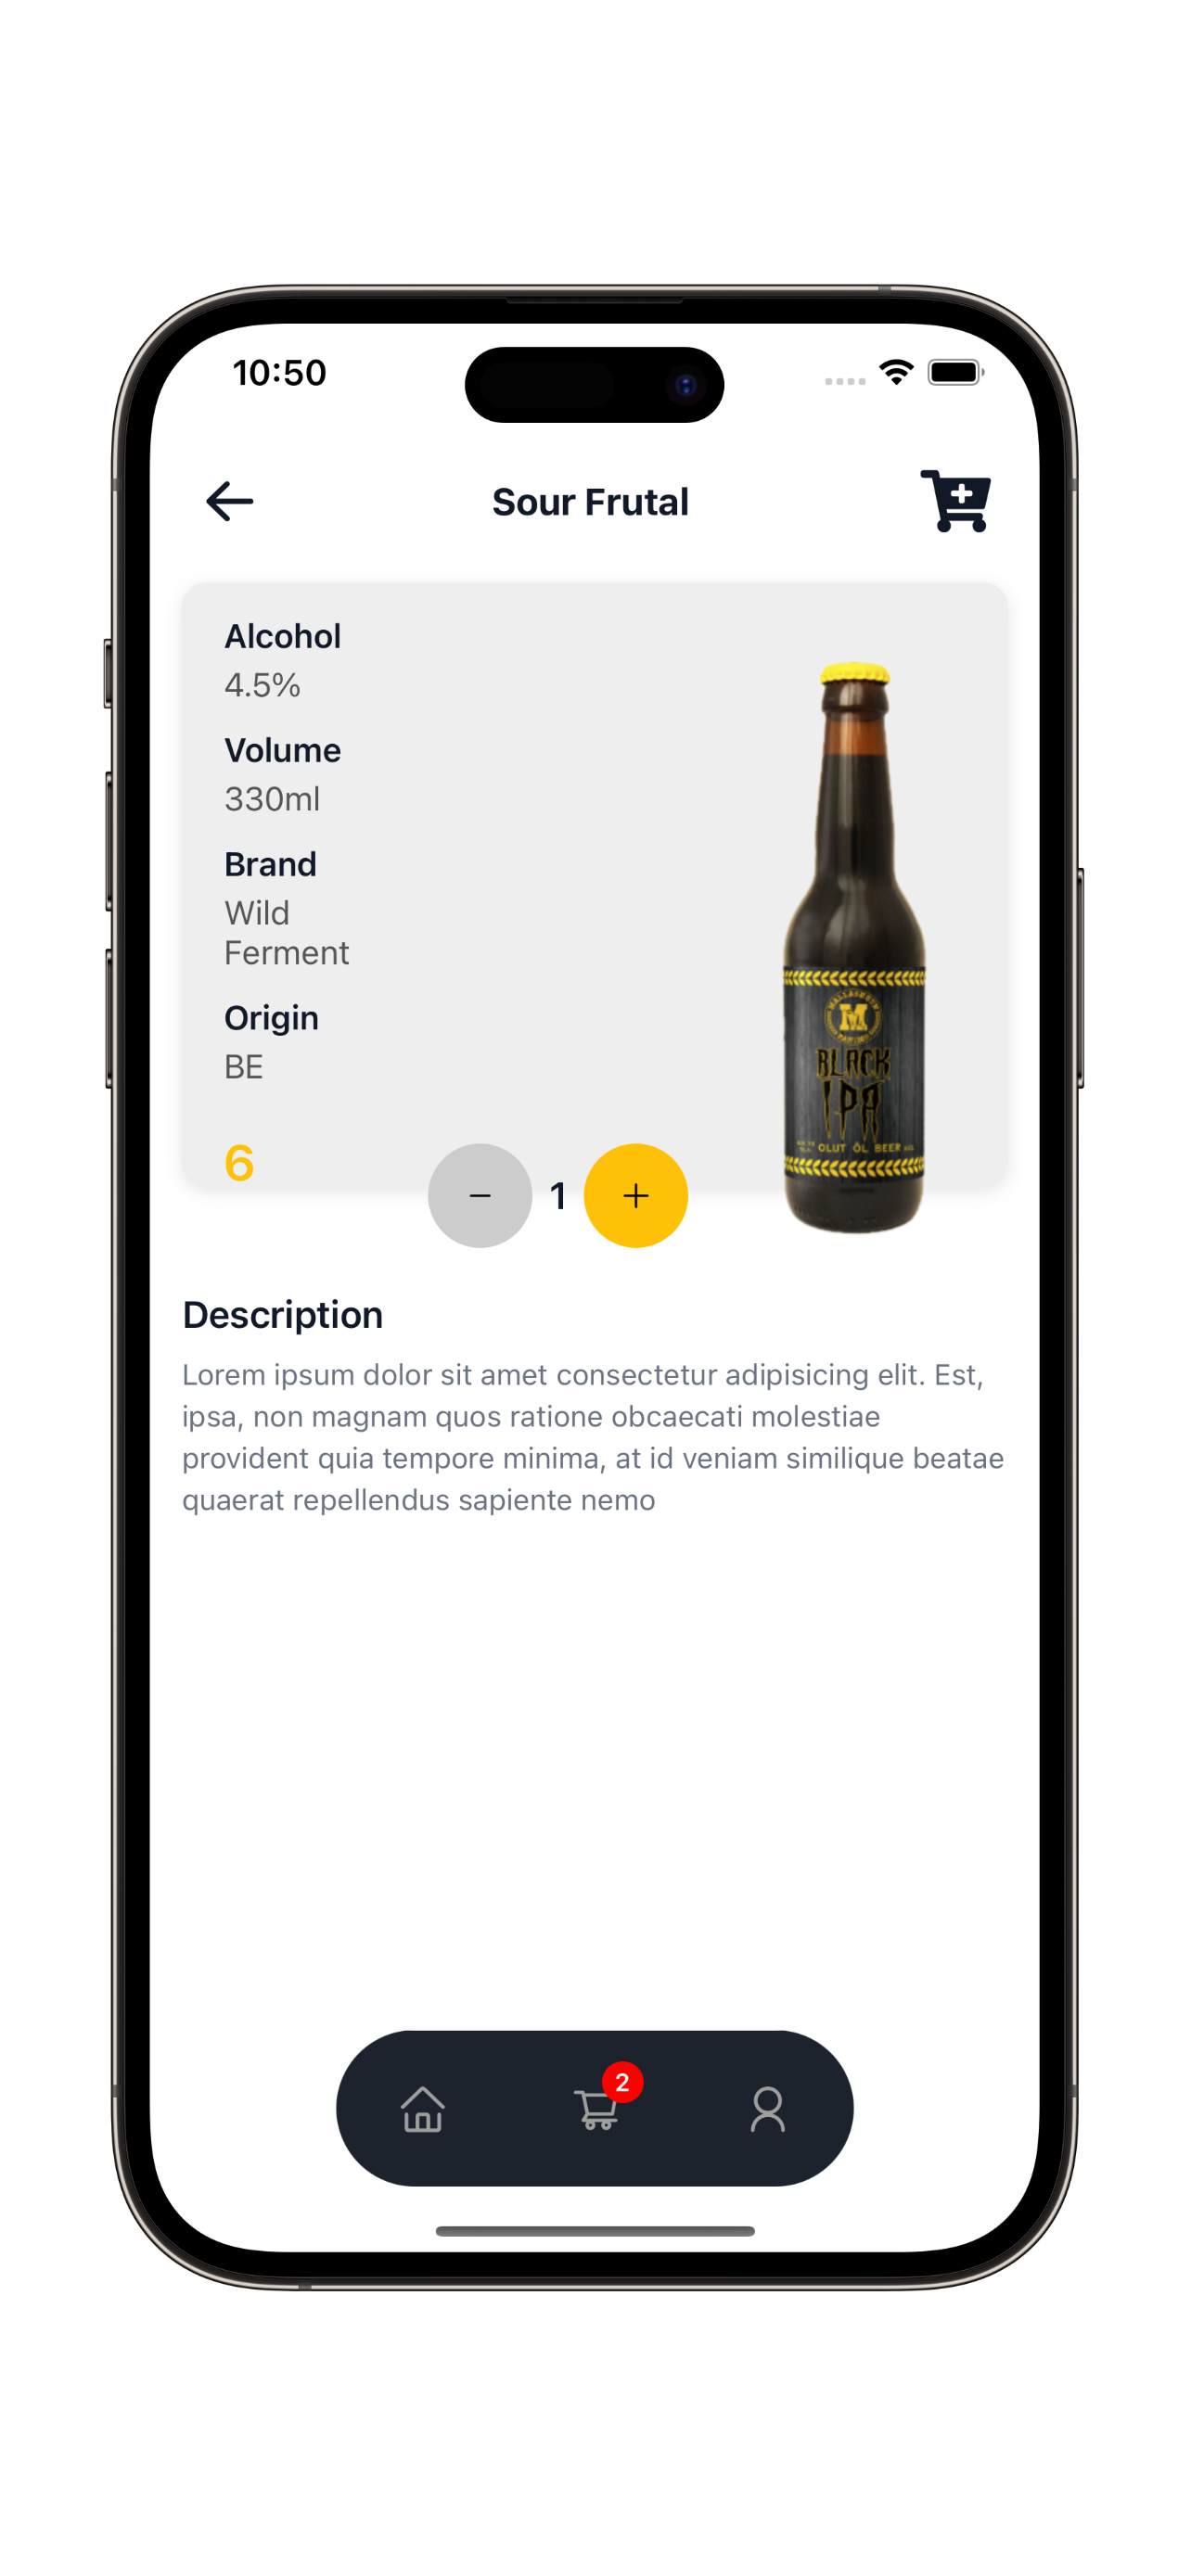 10:50
Sour Frutal
Alcohol
4.5%
Volume
330ml
Brand
Wild
Ferment
Origin
BE
6
1
M
BLACK
IPA
OLUT ÖL BEER
Description
Lorem ipsum dolor sit amet consectetur adipisicing elit. Est,
ipsa, non magnam quos ratione obcaecati molestiae
provident quia tempore minima, at id veniam similique beatae
quaerat repellendus sapiente nemo
2